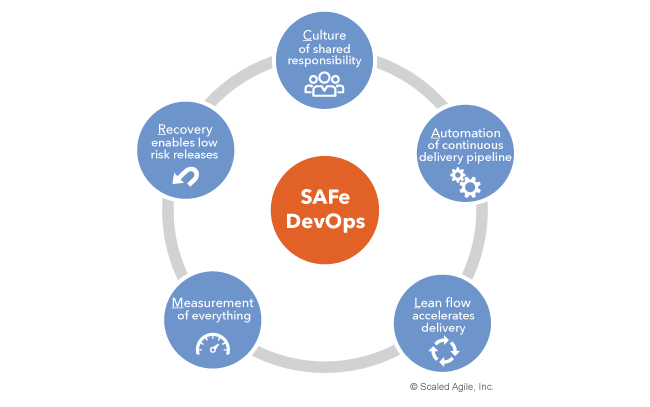 Culture
of shared
responsibility
Automation
of continuous
delivery pipeline
Lean flow
accelerates
delivery
Measurement
of everything
Recovery
enables low
risk releases
SAFe
DevOps
© Scaled Agile, Inc.